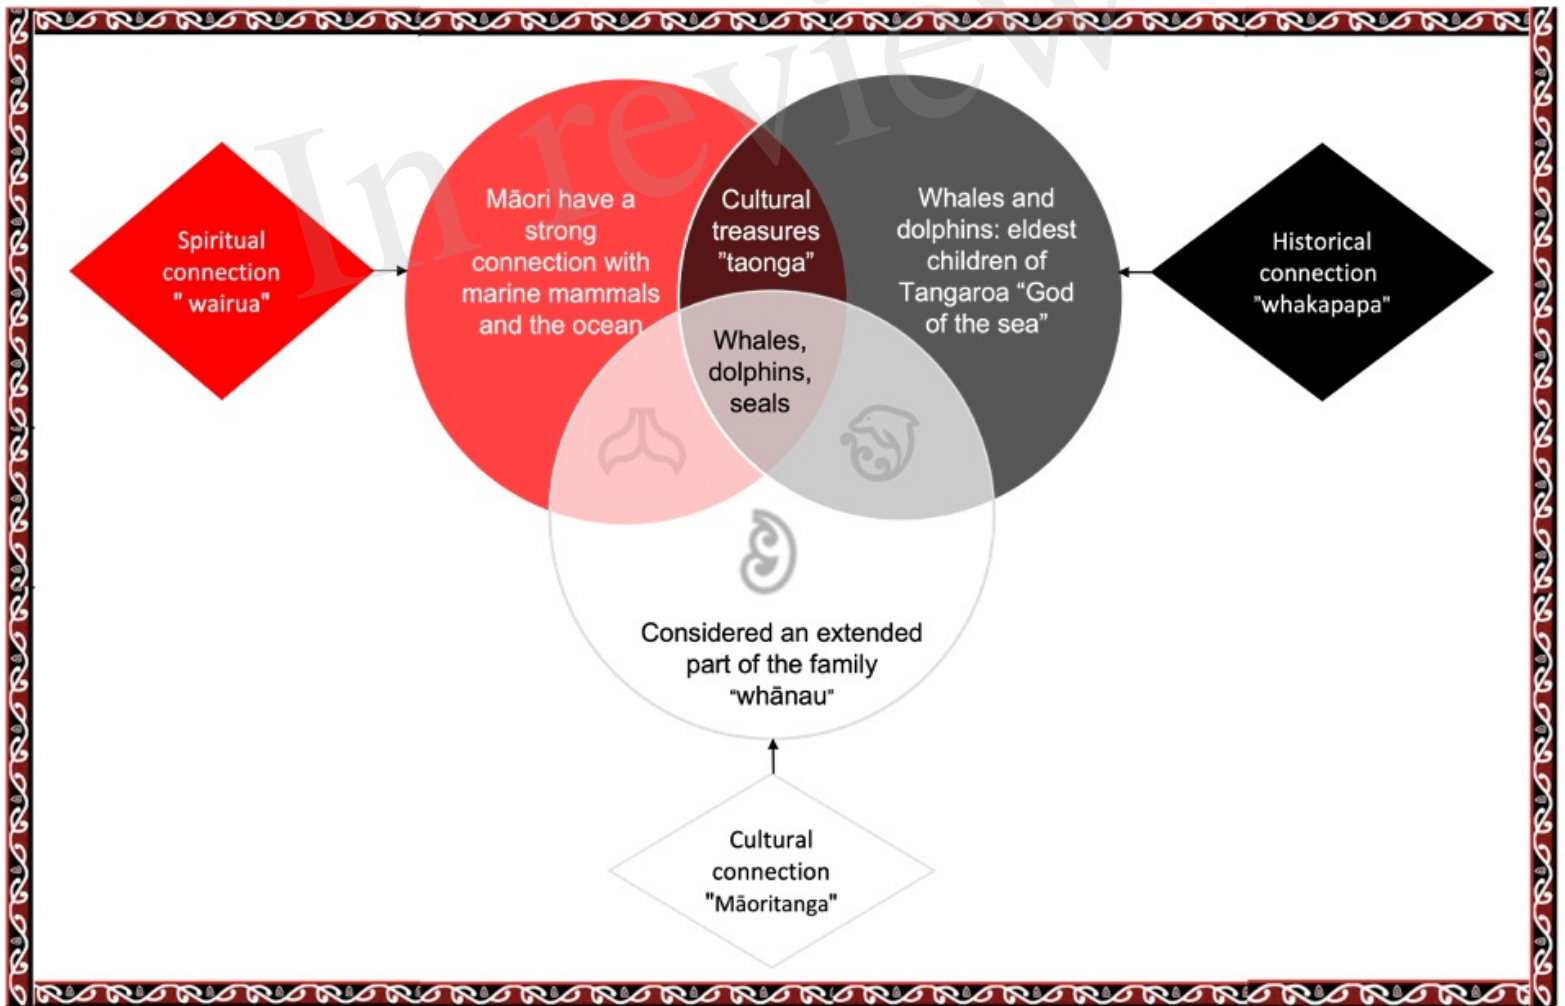 In review
Spiritual
connection
" wairua"
Māori have a
strong
connection with
marine mammals
and the ocean
Cultural
treasures
"taonga"
Whales and
dolphins: eldest
children of
Tangaroa “God
of the sea”
Historical
connection
"whakapapa"
Whales,
dolphins,
seals
Considered an extended
part of the family
“whānau”
Cultural
connection
"Māoritanga"